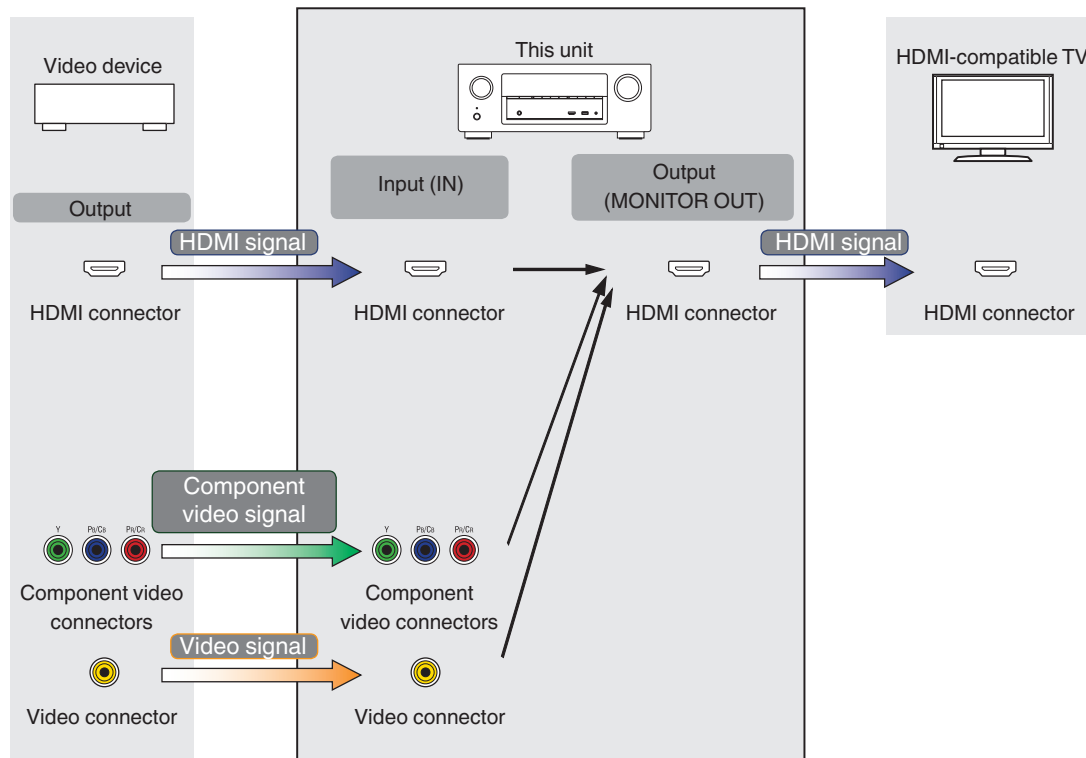 Video device
This unit
HDMI-compatible TV
Output
Input (IN)
Output
(MONITOR OUT)
HDMI signal
HDMI signal
HDMI connector
HDMI connector
HDMI connector
HDMI connector
Component
video signal
Y PB/CB PR/CR
Y PB/CB PR/CR
Component video
connectors
Component
video connectors
Video signal
Video connector
Video connector